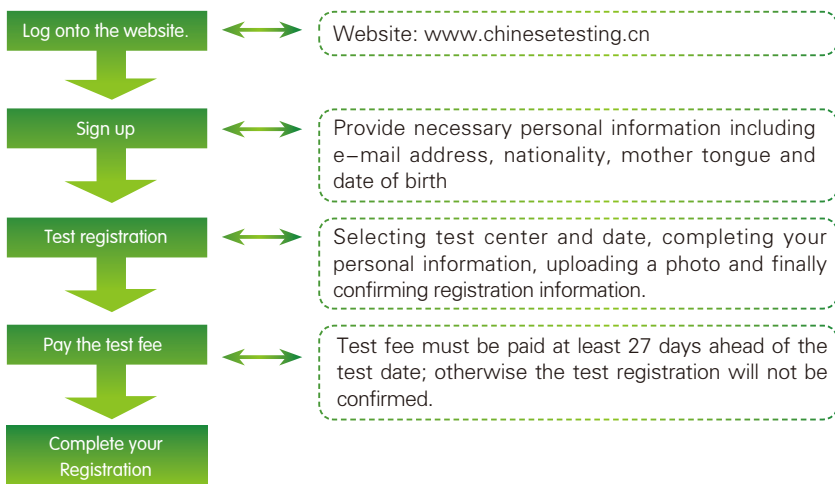 Log onto the website.
Website: www.chinesetesting.cn
Sign up
Provide necessary personal information including
e–mail address, nationality, mother tongue and
date of birth
Test registration
Selecting test center and date, completing your
personal information, uploading a photo and finally
confirming registration information.
Pay the test fee
Test fee must be paid at least 27 days ahead of the
test date; otherwise the test registration will not be
confirmed.
Complete your
Registration